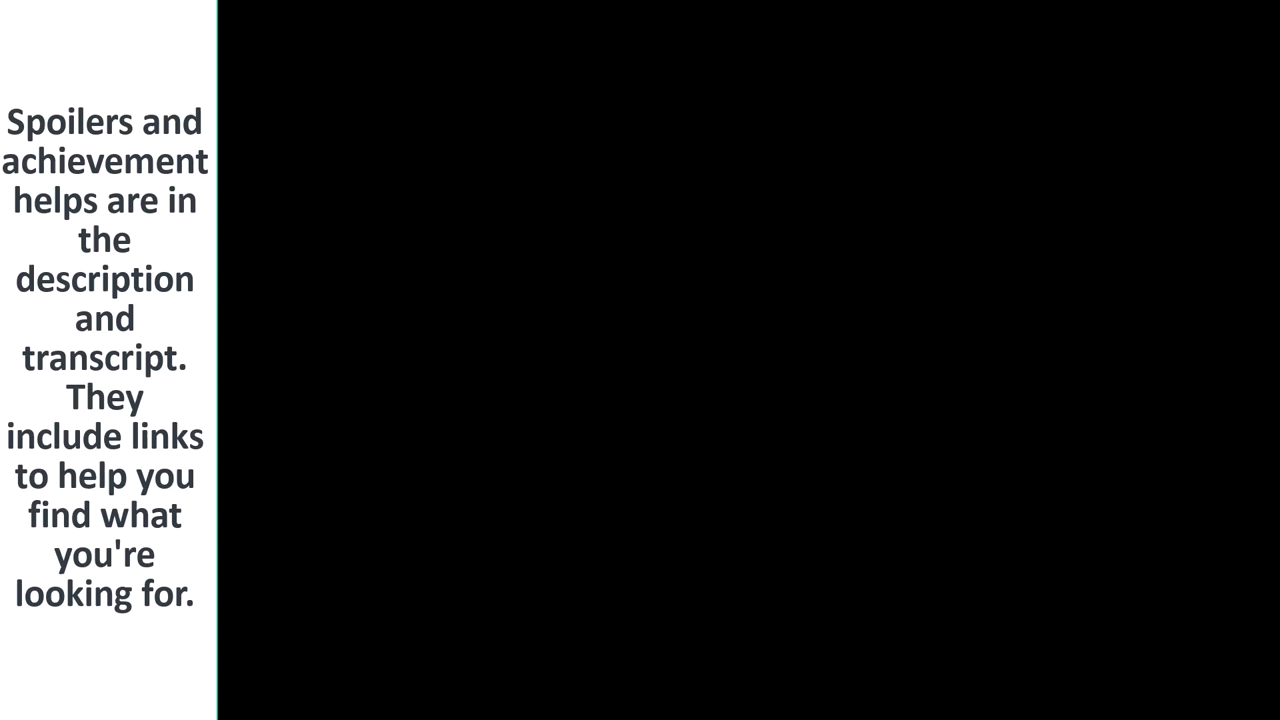 Spoilers and
achievement
helps are in
the
description
and
transcript.
They
include links
to help you
find what
you're
looking for.